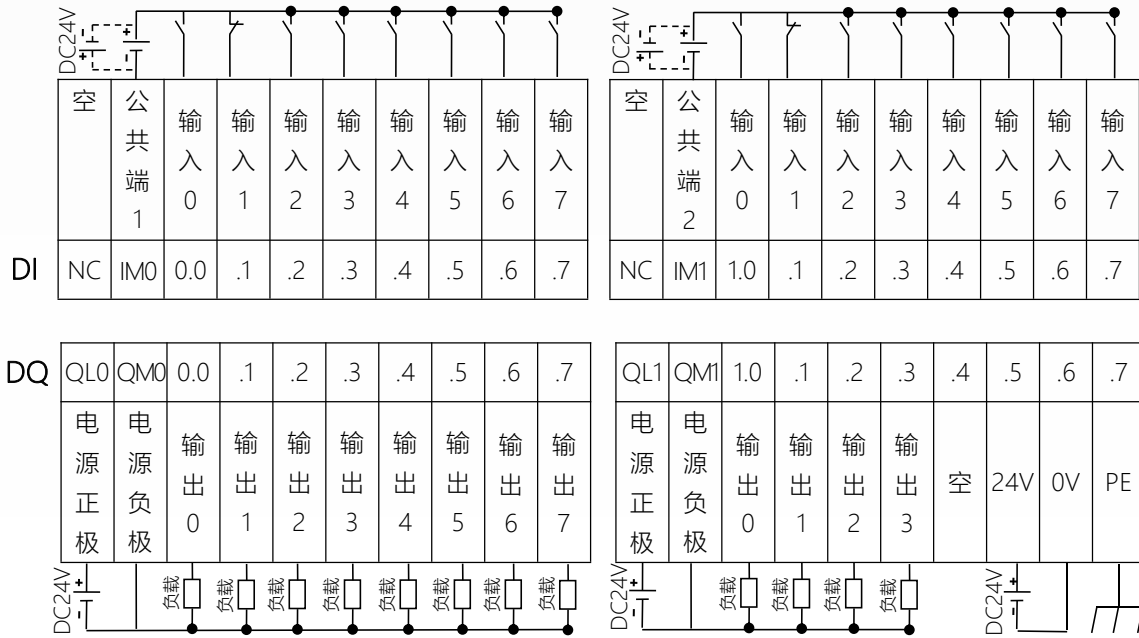 DC24V DC24V
空 公共端1 输入0 输入1 输入2 输入3 输入4 输入5 输入6 输入7 空 公共端2 输入0 输入1 输入2 输入3 输入4 输入5 输入6 输入7
DI NC IM0 0.0 .1 .2 .3 .4 .5 .6 .7 NC IM1 1.0 .1 .2 .3 .4 .5 .6 .7
DQ QL0 QM0 0.0 .1 .2 .3 .4 .5 .6 .7 QL1 QM1 1.0 .1 .2 .3 .4 .5 .6 .7
电源正极 电源负极 输出0 输出1 输出2 输出3 输出4 输出5 输出6 输出7 电源正极 电源负极 输出0 输出1 输出2 输出3 空 24V 0V PE
DC24V 负载 负载 负载 负载 负载 负载 负载 负载 DC24V 负载 负载 负载 负载 DC24V